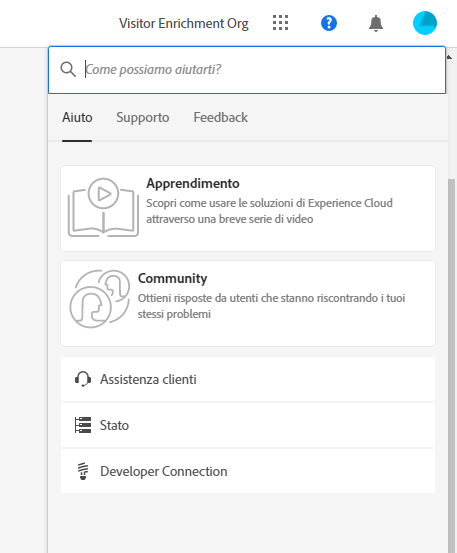 Visitor Enrichment Org
?
Come possiamo aiutarti?
Aiuto Supporto Feedback
Apprendimento
Scopri come usare le soluzioni di Experience Cloud
attraverso una breve serie di video
Community
Ottieni risposte da utenti che stanno riscontrando i tuoi
stessi problemi
Assistenza clienti
Stato
Developer Connection